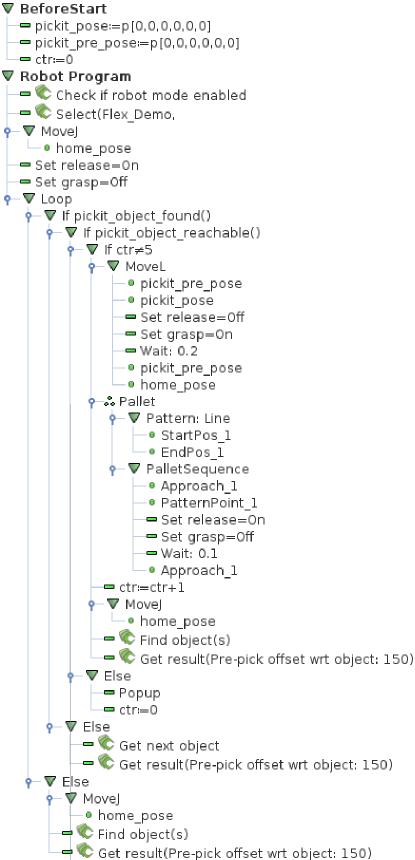 BeforeStart
pickit_pose≔p[0,0,0,0,0,0]
pickit_pre_pose≔p[0,0,0,0,0,0]
ctr≔0
Robot Program
Check if robot mode enabled
Select(Flex_Demo,
MoveJ
home_pose
Set release=On
Set grasp=Off
Loop
If pickit_object_found()
If pickit_object_reachable()
If ctr≠5
MoveL
pickit_pre_pose
pickit_pose
Set release=Off
Set grasp=On
Wait: 0.2
pickit_pre_pose
home_pose
Pallet
Pattern: Line
StartPos_1
EndPos_1
PalletSequence
Approach_1
PatternPoint_1
Set release=On
Set grasp=Off
Wait: 0.1
Approach_1
ctr≔ctr+1
MoveJ
home_pose
Find object(s)
Get result(Pre-pick offset wrt object: 150)
Else
Popup
ctr≔0
Else
Get next object
Get result(Pre-pick offset wrt object: 150)
Else
MoveJ
home_pose
Find object(s)
Get result(Pre-pick offset wrt object: 150)